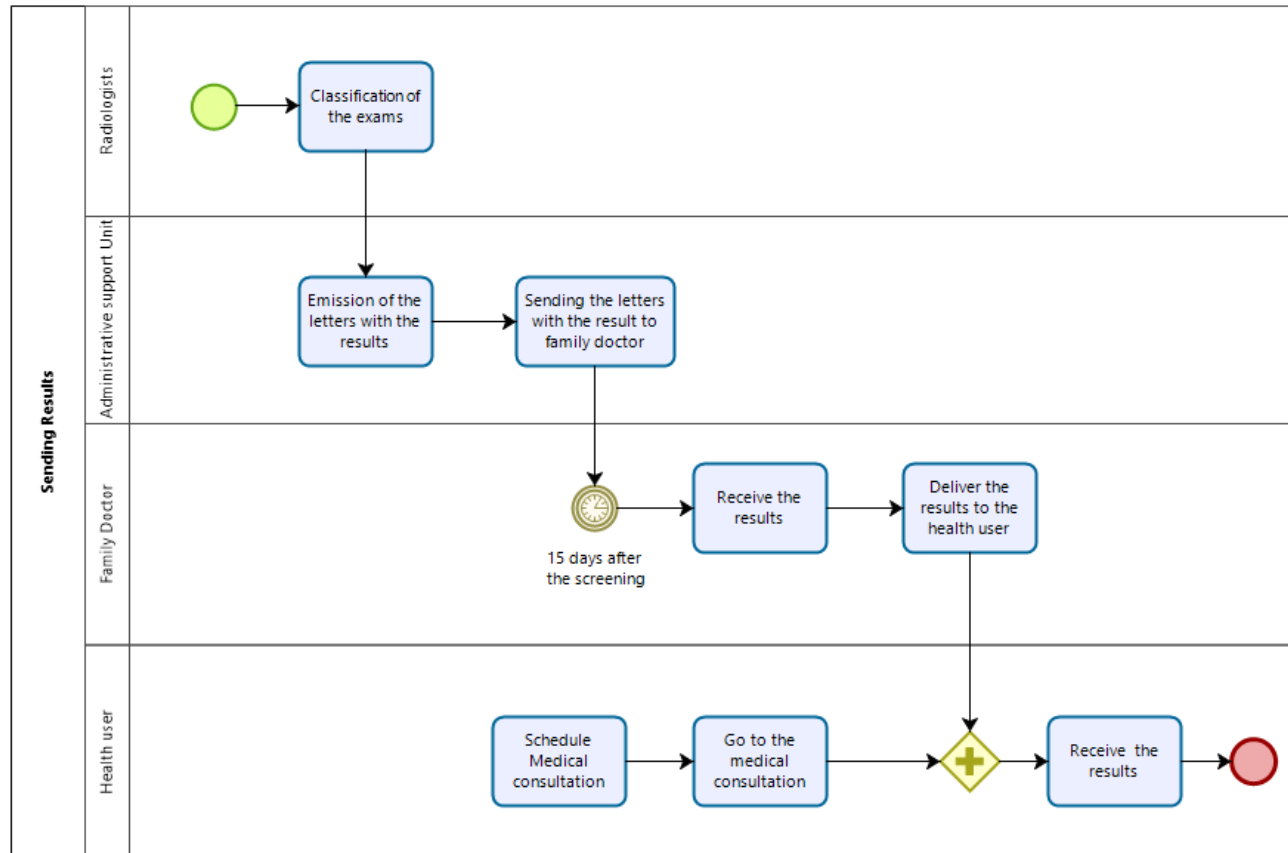 Sending Results
Radiologists
Classification of
the exams
Administrative support Unit
Emission of the
letters with the
results
Sending the letters
with the result to
family doctor
Family Doctor
15 days after
the screening
Receive the
results
Deliver the
results to the
health user
Health user
Schedule
Medical
consultation
Go to the
medical
consultation
Receive the
results